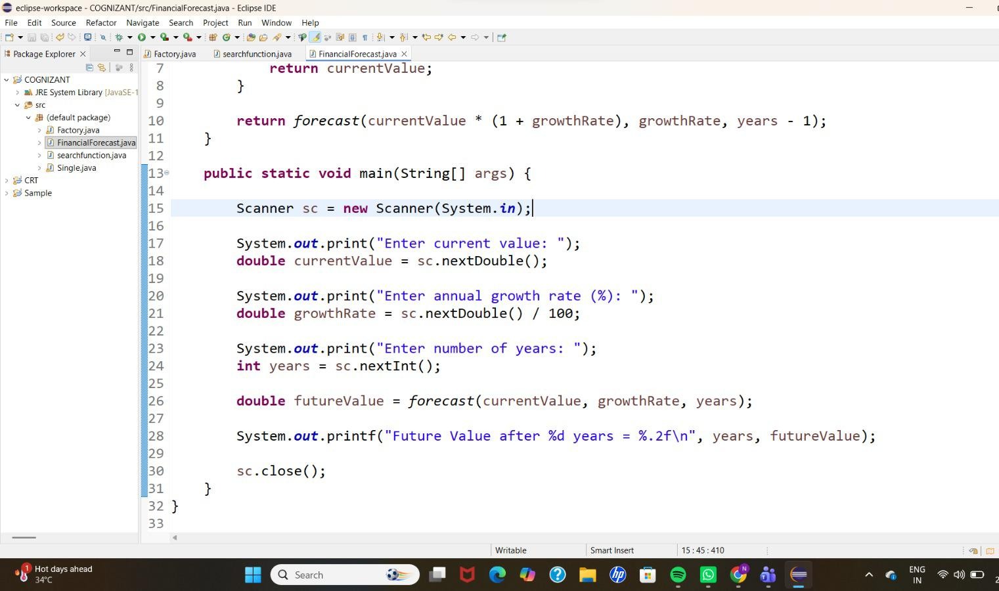 eclipse-workspace - COGNIZANT/src/FinancialForecast.java - Eclipse IDE
File Edit Source Refactor Navigate Search Project Run Window Help
Package Explorer
Factory.java searchfunction.java FinancialForecast.java
COGNIZANT
JRE System Library [JavaSE-1
src
(default package)
Factory.java
FinancialForecast.java
searchfunction.java
Single.java
CRT
Sample
7 return currentValue;
8 }
9
10 return forecast(currentValue * (1 + growthRate), growthRate, years - 1);
11 }
12
13 public static void main(String[] args) {
14
15 Scanner sc = new Scanner(System.in);
16
17 System.out.print("Enter current value: ");
18 double currentValue = sc.nextDouble();
19
20 System.out.print("Enter annual growth rate (%): ");
21 double growthRate = sc.nextDouble() / 100;
22
23 System.out.print("Enter number of years: ");
24 int years = sc.nextInt();
25
26 double futureValue = forecast(currentValue, growthRate, years);
27
28 System.out.printf("Future Value after %d years = %.2f\n", years, futureValue);
29
30 sc.close();
31 }
32 }
33
Writable Smart Insert 15 : 45 : 410
1
Hot days ahead
34°C
Search
hp
N
ENG
IN